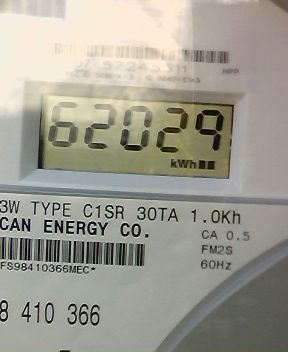 62029
kWh
3W TYPE C1SR 30TA 1.0Kh
CAN ENERGY CO.
CA 0.5
FM2S
60Hz
FS98410366MEC*
8 410 366